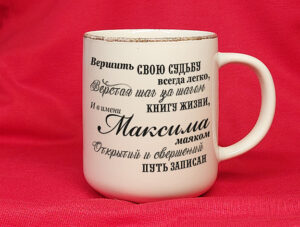 Вершить СВОЮ СУДЬБУ
всегда легко,
Верстая шаг за шагом
КНИГУ ЖИЗНИ,
И в имени
Максима
маяком
Открытий и свершений
ПУТЬ ЗАПИСАН